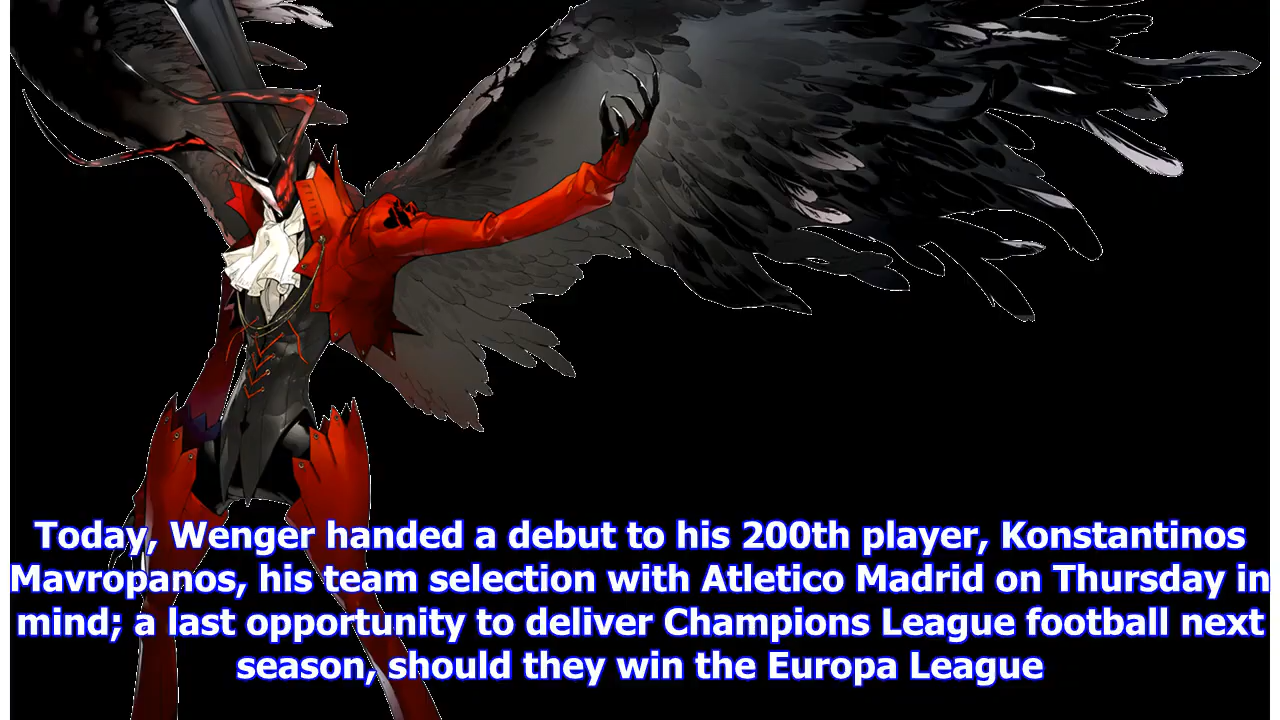 Today, Wenger handed a debut to his 200th player, Konstantinos
Mavropanos, his team selection with Atletico Madrid on Thursday in
mind; a last opportunity to deliver Champions League football next
season, should they win the Europa League